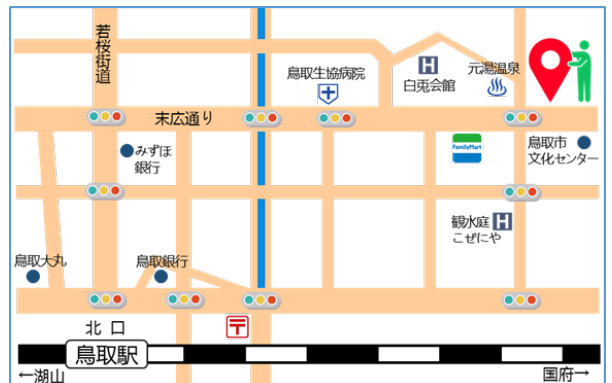 若桜街道
鳥取生協病院
H
白兎会館
元湯温泉
末広通り
みずほ
銀行
FamilyMart
鳥取市
文化センター
観水庭
こぜにや
H
鳥取大丸
鳥取銀行
北口
〒
鳥取駅
←湖山
国府→